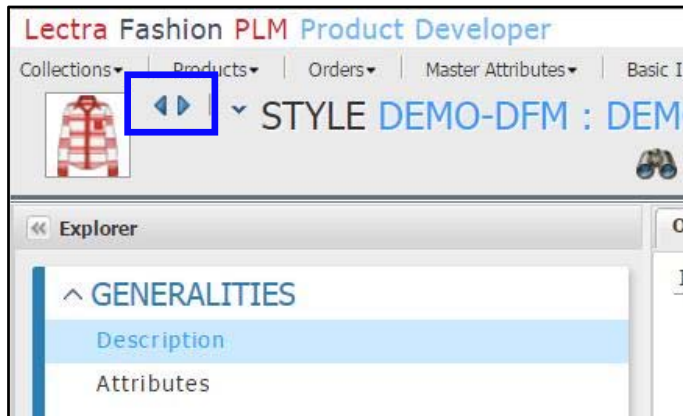 Lectra Fashion PLM Product Developer
Collections▾ | Products▾ | Orders▾ | Master Attributes▾ | Basic
STYLE DEMO-DFM : DEM
Explorer
GENERALITIES
Description
Attributes